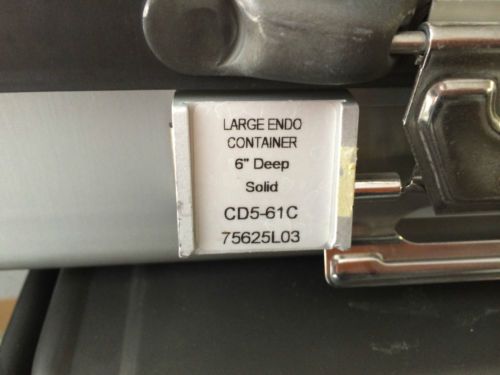 LARGE ENDO
CONTAINER
6" Deep
Solid
CD5-61C
75625L03